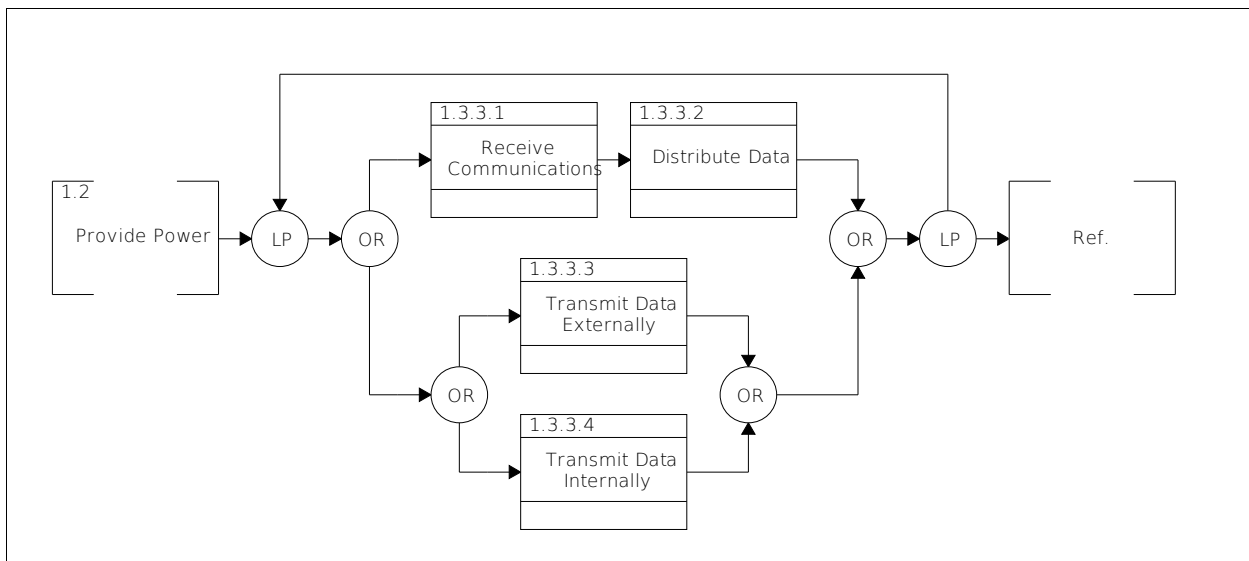 1.3.3.1
Receive
Communications
1.3.3.2
Distribute Data
1.2
Provide Power
LP
OR
OR
LP
Ref.
1.3.3.3
Transmit Data
Externally
OR
OR
1.3.3.4
Transmit Data
Internally